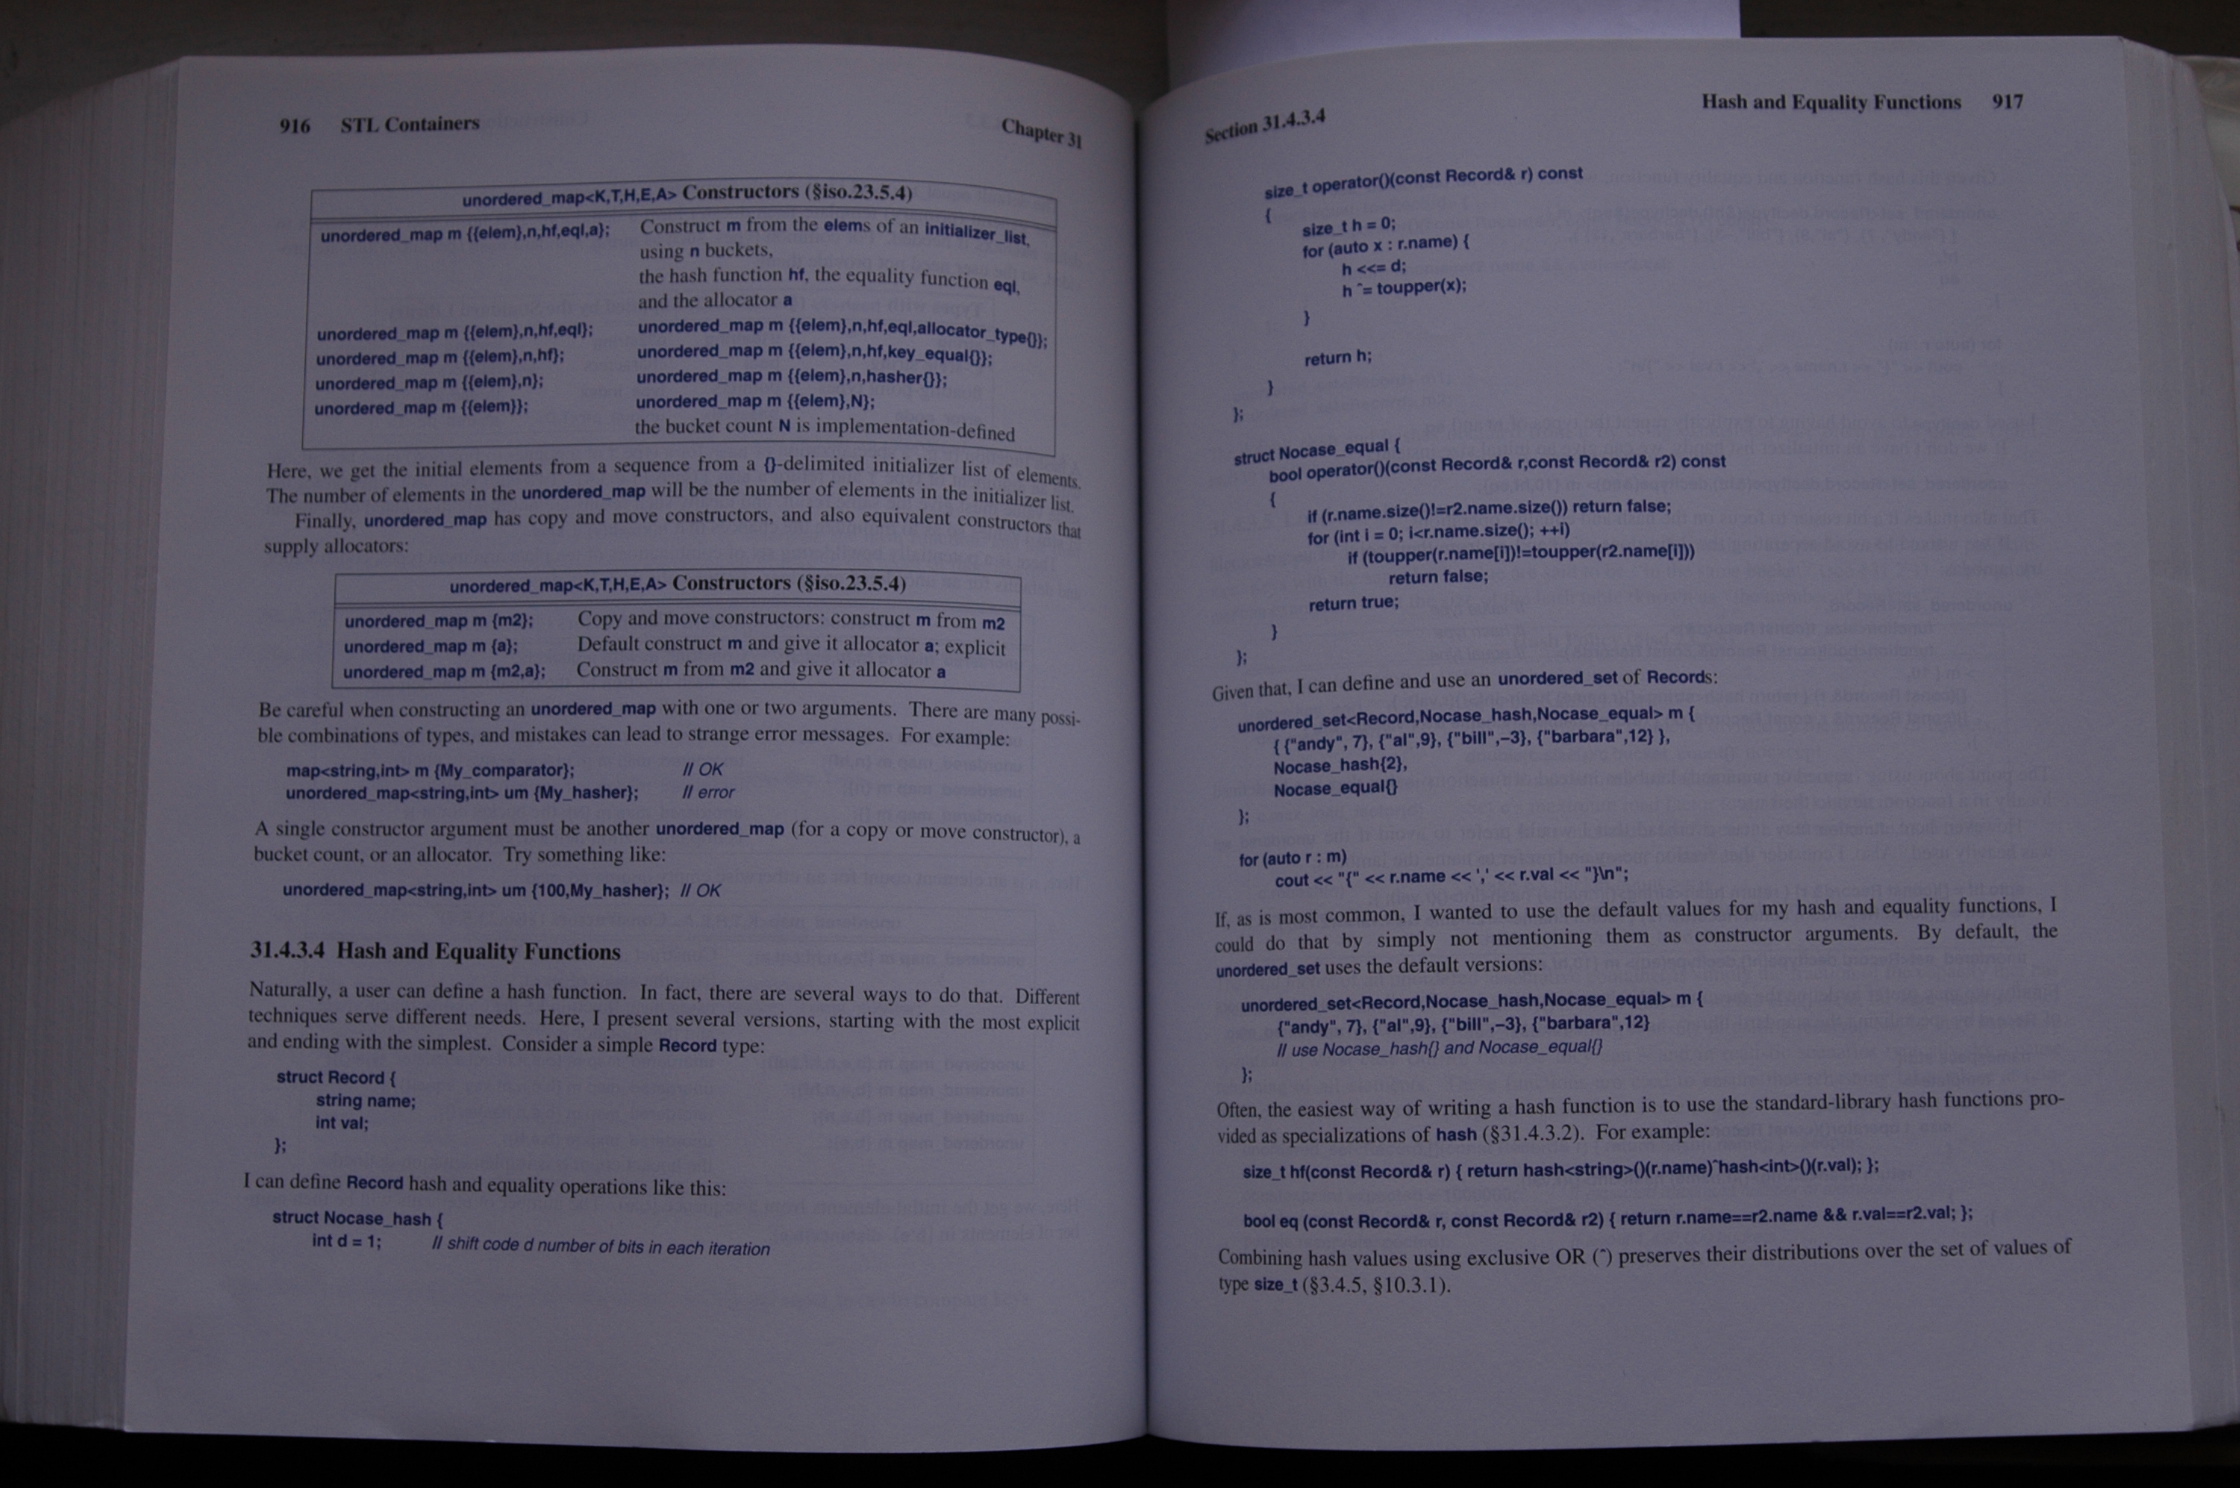 916 STL Containers Chapter 31
unordered_map<K,T,H,E,A> Constructors (§iso.23.5.4)
unordered_map m {{elem},n,hf,eql,a}; Construct m from the elems of an initializer_list,
using n buckets,
the hash function hf, the equality function eql,
and the allocator a
unordered_map m {{elem},n,hf,eql}; unordered_map m {{elem},n,hf,eql,allocator_type{}};
unordered_map m {{elem},n,hf}; unordered_map m {{elem},n,hf,key_equal{}};
unordered_map m {{elem},n}; unordered_map m {{elem},n,hasher{}};
unordered_map m {{elem}}; unordered_map m {{elem},N};
the bucket count N is implementation-defined
Here, we get the initial elements from a sequence from a {}-delimited initializer list of elements.
The number of elements in the unordered_map will be the number of elements in the initializer list.
Finally, unordered_map has copy and move constructors, and also equivalent constructors that
supply allocators:
unordered_map<K,T,H,E,A> Constructors (§iso.23.5.4)
unordered_map m {m2}; Copy and move constructors: construct m from m2
unordered_map m {a}; Default construct m and give it allocator a; explicit
unordered_map m {m2,a}; Construct m from m2 and give it allocator a
Be careful when constructing an unordered_map with one or two arguments. There are many possi-
ble combinations of types, and mistakes can lead to strange error messages. For example:
map<string,int> m {My_comparator}; // OK
unordered_map<string,int> um {My_hasher}; // error
A single constructor argument must be another unordered_map (for a copy or move constructor), a
bucket count, or an allocator. Try something like:
unordered_map<string,int> um {100,My_hasher}; // OK
31.4.3.4 Hash and Equality Functions
Naturally, a user can define a hash function. In fact, there are several ways to do that. Different
techniques serve different needs. Here, I present several versions, starting with the most explicit
and ending with the simplest. Consider a simple Record type:
struct Record {
string name;
int val;
};
I can define Record hash and equality operations like this:
struct Nocase_hash {
int d = 1; // shift code d number of bits in each iteration
Section 31.4.3.4 Hash and Equality Functions 917
size_t operator()(const Record& r) const
{
size_t h = 0;
for (auto x : r.name) {
h <<= d;
h ^= toupper(x);
}
return h;
}
};
struct Nocase_equal {
bool operator()(const Record& r,const Record& r2) const
{
if (r.name.size()!=r2.name.size()) return false;
for (int i = 0; i<r.name.size(); ++i)
if (toupper(r.name[i])!=toupper(r2.name[i]))
return false;
return true;
}
};
Given that, I can define and use an unordered_set of Records:
unordered_set<Record,Nocase_hash,Nocase_equal> m {
{ {"andy", 7}, {"al",9}, {"bill",−3}, {"barbara",12} },
Nocase_hash{2},
Nocase_equal{}
};
for (auto r : m)
cout << "{" << r.name << ',' << r.val << "}\n";
If, as is most common, I wanted to use the default values for my hash and equality functions, I
could do that by simply not mentioning them as constructor arguments. By default, the
unordered_set uses the default versions:
unordered_set<Record,Nocase_hash,Nocase_equal> m {
{"andy", 7}, {"al",9}, {"bill",−3}, {"barbara",12}
// use Nocase_hash{} and Nocase_equal{}
};
Often, the easiest way of writing a hash function is to use the standard-library hash functions pro-
vided as specializations of hash (§31.4.3.2). For example:
size_t hf(const Record& r) { return hash<string>()(r.name)^hash<int>()(r.val); };
bool eq (const Record& r, const Record& r2) { return r.name==r2.name && r.val==r2.val; };
Combining hash values using exclusive OR (^) preserves their distributions over the set of values of
type size_t (§3.4.5, §10.3.1).